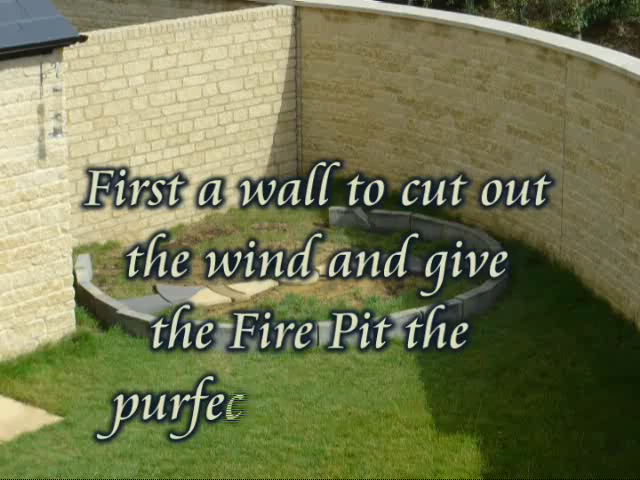 First a wall to cut out
the wind and give
the Fire Pit the
purfec